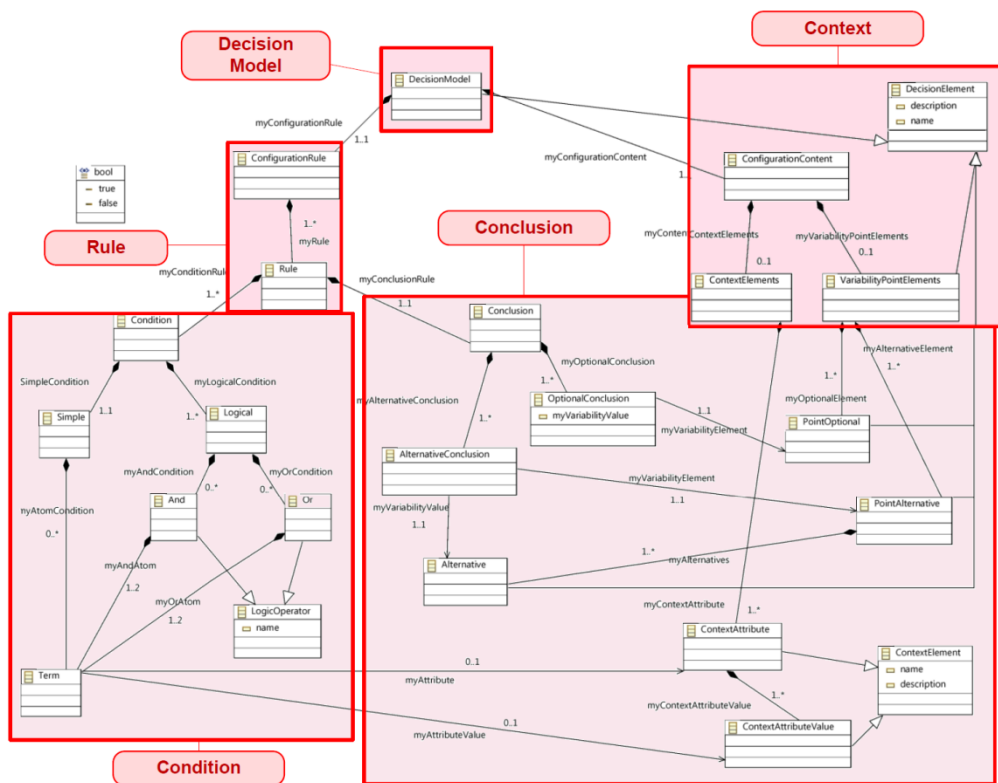 Context
Decision
Model
DecisionModel
DecisionElement
description
name
myConfigurationRule
1..1
myConfigurationContent
1..
ConfigurationRule
ConfigurationContent
bool
true
false
Conclusion
1..*
myRule
myConten
ContextElements
myVariabilityPointElements
0..1
0..1
Rule
myConditionRule
1..*
Rule
myConclusionRule
1..1
ContextElements
VariabilityPointElements
Condition
Conclusion
myAlternativeElement
1..*
SimpleCondition
myLogicalCondition
myOptionalConclusion
1..*
1..*
myOptionalElement
1..1
1..*
myAlternativeConclusion
1..*
Simple
Logical
OptionalConclusion
myVariabilityValue
1..1
myVariabilityElement
PointOptional
myAndCondition
myOrCondition
0..*
0..*
AlternativeConclusion
myVariabilityElement
1..1
myAtomCondition
0..*
And
Or
myVariabilityValue
1..1
PointAlternative
1..*
myAlternatives
myAndAtom
1..2
myOrAtom
1..2
Alternative
LogicOperator
name
myContextAttribute
1..*
ContextAttribute
ContextElement
name
description
Term
0..1
myAttribute
1..*
myContextAttributeValue
ContextAttributeValue
0..1
myAttributeValue
Condition